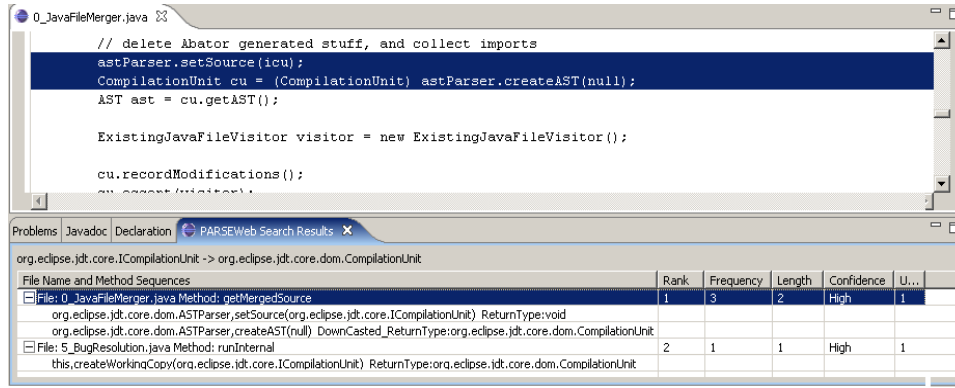 0_JavaFileMerger.java
// delete Abator generated stuff, and collect imports
astParser.setSource(icu);
CompilationUnit cu = (CompilationUnit) astParser.createAST(null);
AST ast = cu.getAST();
ExistingJavaFileVisitor visitor = new ExistingJavaFileVisitor();
cu.recordModifications();
Problems Javadoc Declaration PARSEWeb Search Results
org.eclipse.jdt.core.ICompilationUnit -> org.eclipse.jdt.core.dom.CompilationUnit
File Name and Method Sequences Rank Frequency Length Confidence U...
File: 0_JavaFileMerger.java Method: getMergedSource 1 3 2 High 1
org.eclipse.jdt.core.dom.ASTParser,setSource(org.eclipse.jdt.core.ICompilationUnit) ReturnType:void
org.eclipse.jdt.core.dom.ASTParser,createAST(null) DownCasted_ReturnType:org.eclipse.jdt.core.dom.CompilationUnit
File: 5_BugResolution.java Method: runInternal 2 1 1 High 1
this,createWorkingCopy(org.eclipse.jdt.core.ICompilationUnit) ReturnType:org.eclipse.jdt.core.dom.CompilationUnit